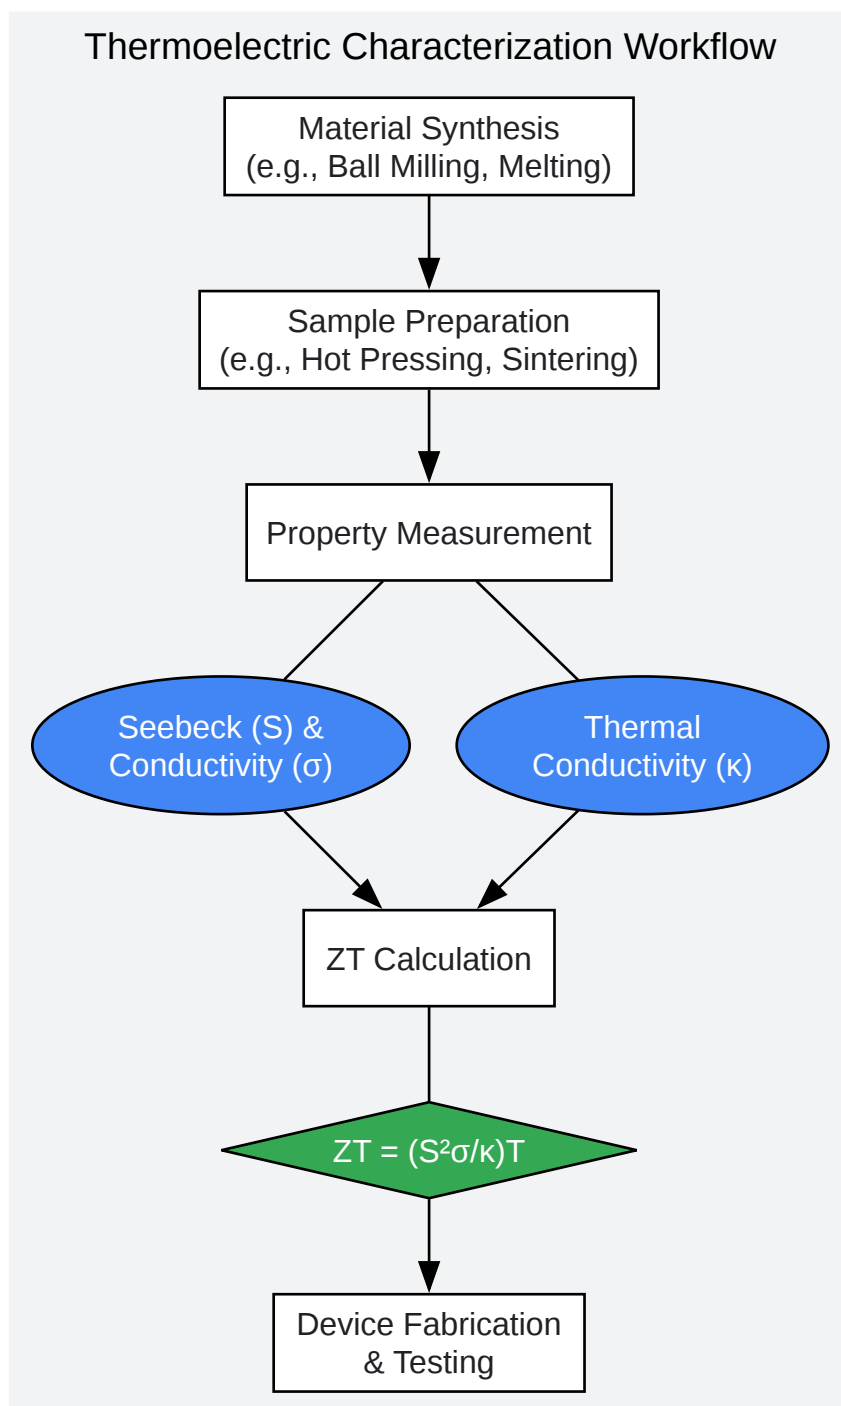 Thermoelectric Characterization Workflow
Material Synthesis
(e.g., Ball Milling, Melting)
Sample Preparation
(e.g., Hot Pressing, Sintering)
Property Measurement
Seebeck (S) &
Conductivity (σ)
Thermal
Conductivity (κ)
ZT Calculation
ZT = (S²σ/κ)T
Device Fabrication
& Testing